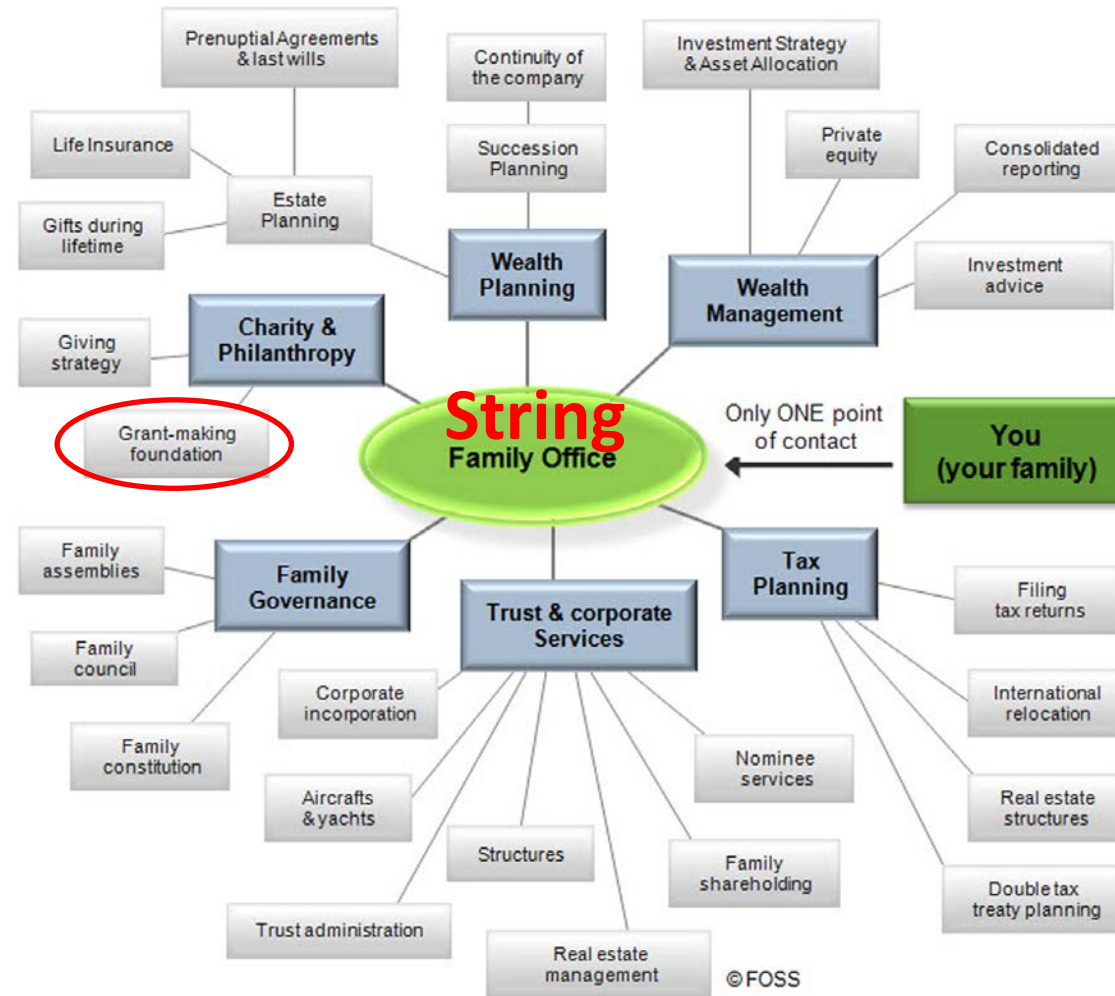 Prenuptial Agreements
& last wills
Continuity of
the company
Investment Strategy
& Asset Allocation
Life Insurance
Succession
Planning
Private
equity
Consolidated
reporting
Estate
Planning
Gifts during
lifetime
Wealth
Planning
Wealth
Management
Investment
advice
Charity &
Philanthropy
Giving
strategy
Grant-making
foundation
String
Family Office
Only ONE point
of contact
You
(your family)
Family
assemblies
Family
Governance
Trust & corporate
Services
Tax
Planning
Filing
tax returns
Family
council
Corporate
incorporation
International
relocation
Family
constitution
Nominee
services
Aircrafts
& yachts
Real estate
structures
Structures
Family
shareholding
Double tax
treaty planning
Trust administration
Real estate
management
© FOSS